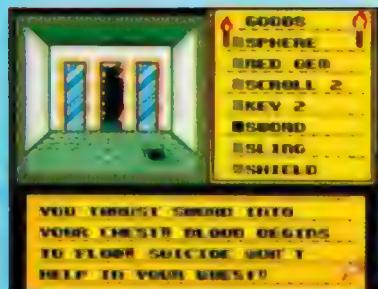 GOODS
SPHERE
RED GEM
SCROLL 2
KEY 2
SWORD
SLING
SHIELD
YOU THRUST SWORD INTO
YOUR CHEST! BLOOD BEGINS
TO FLOW! SUICIDE WON'T
HELP IN YOUR QUEST!